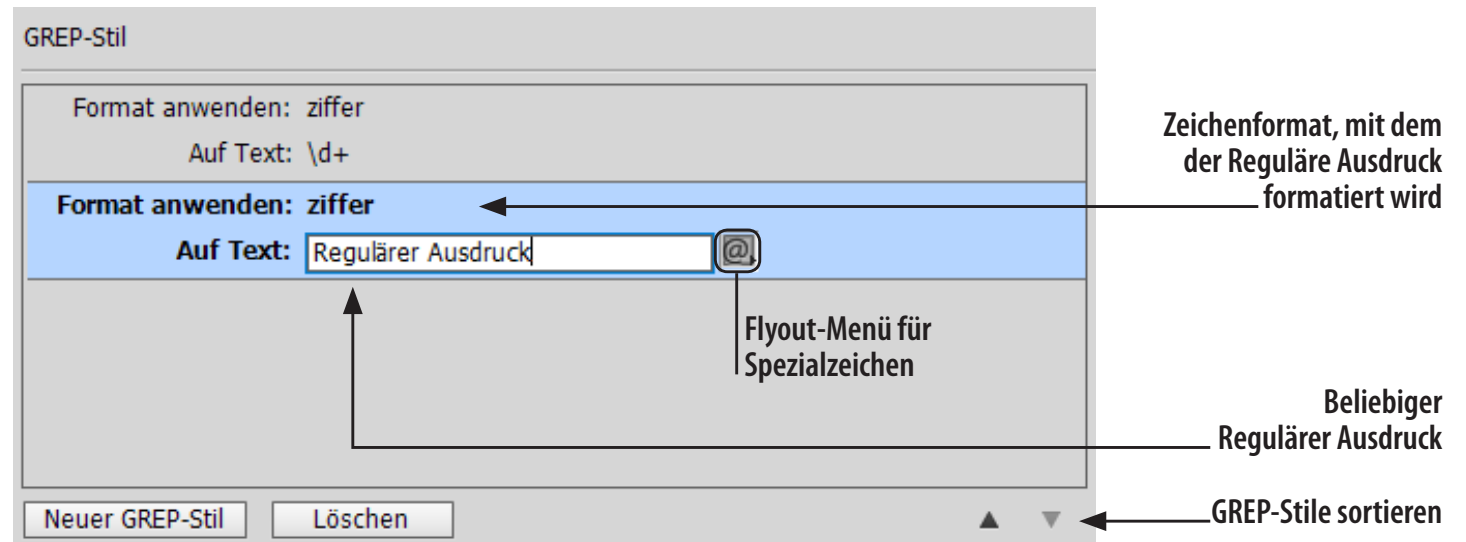 GREP-Stil
Format anwenden: ziffer
Auf Text: \d+
Format anwenden: ziffer
Auf Text: Regulärer Ausdruck @
Zeichenformat, mit dem
der Reguläre Ausdruck
formatiert wird
Flyout-Menü für
Spezialzeichen
Beliebiger
Regulärer Ausdruck
Neuer GREP-Stil Löschen
GREP-Stile sortieren